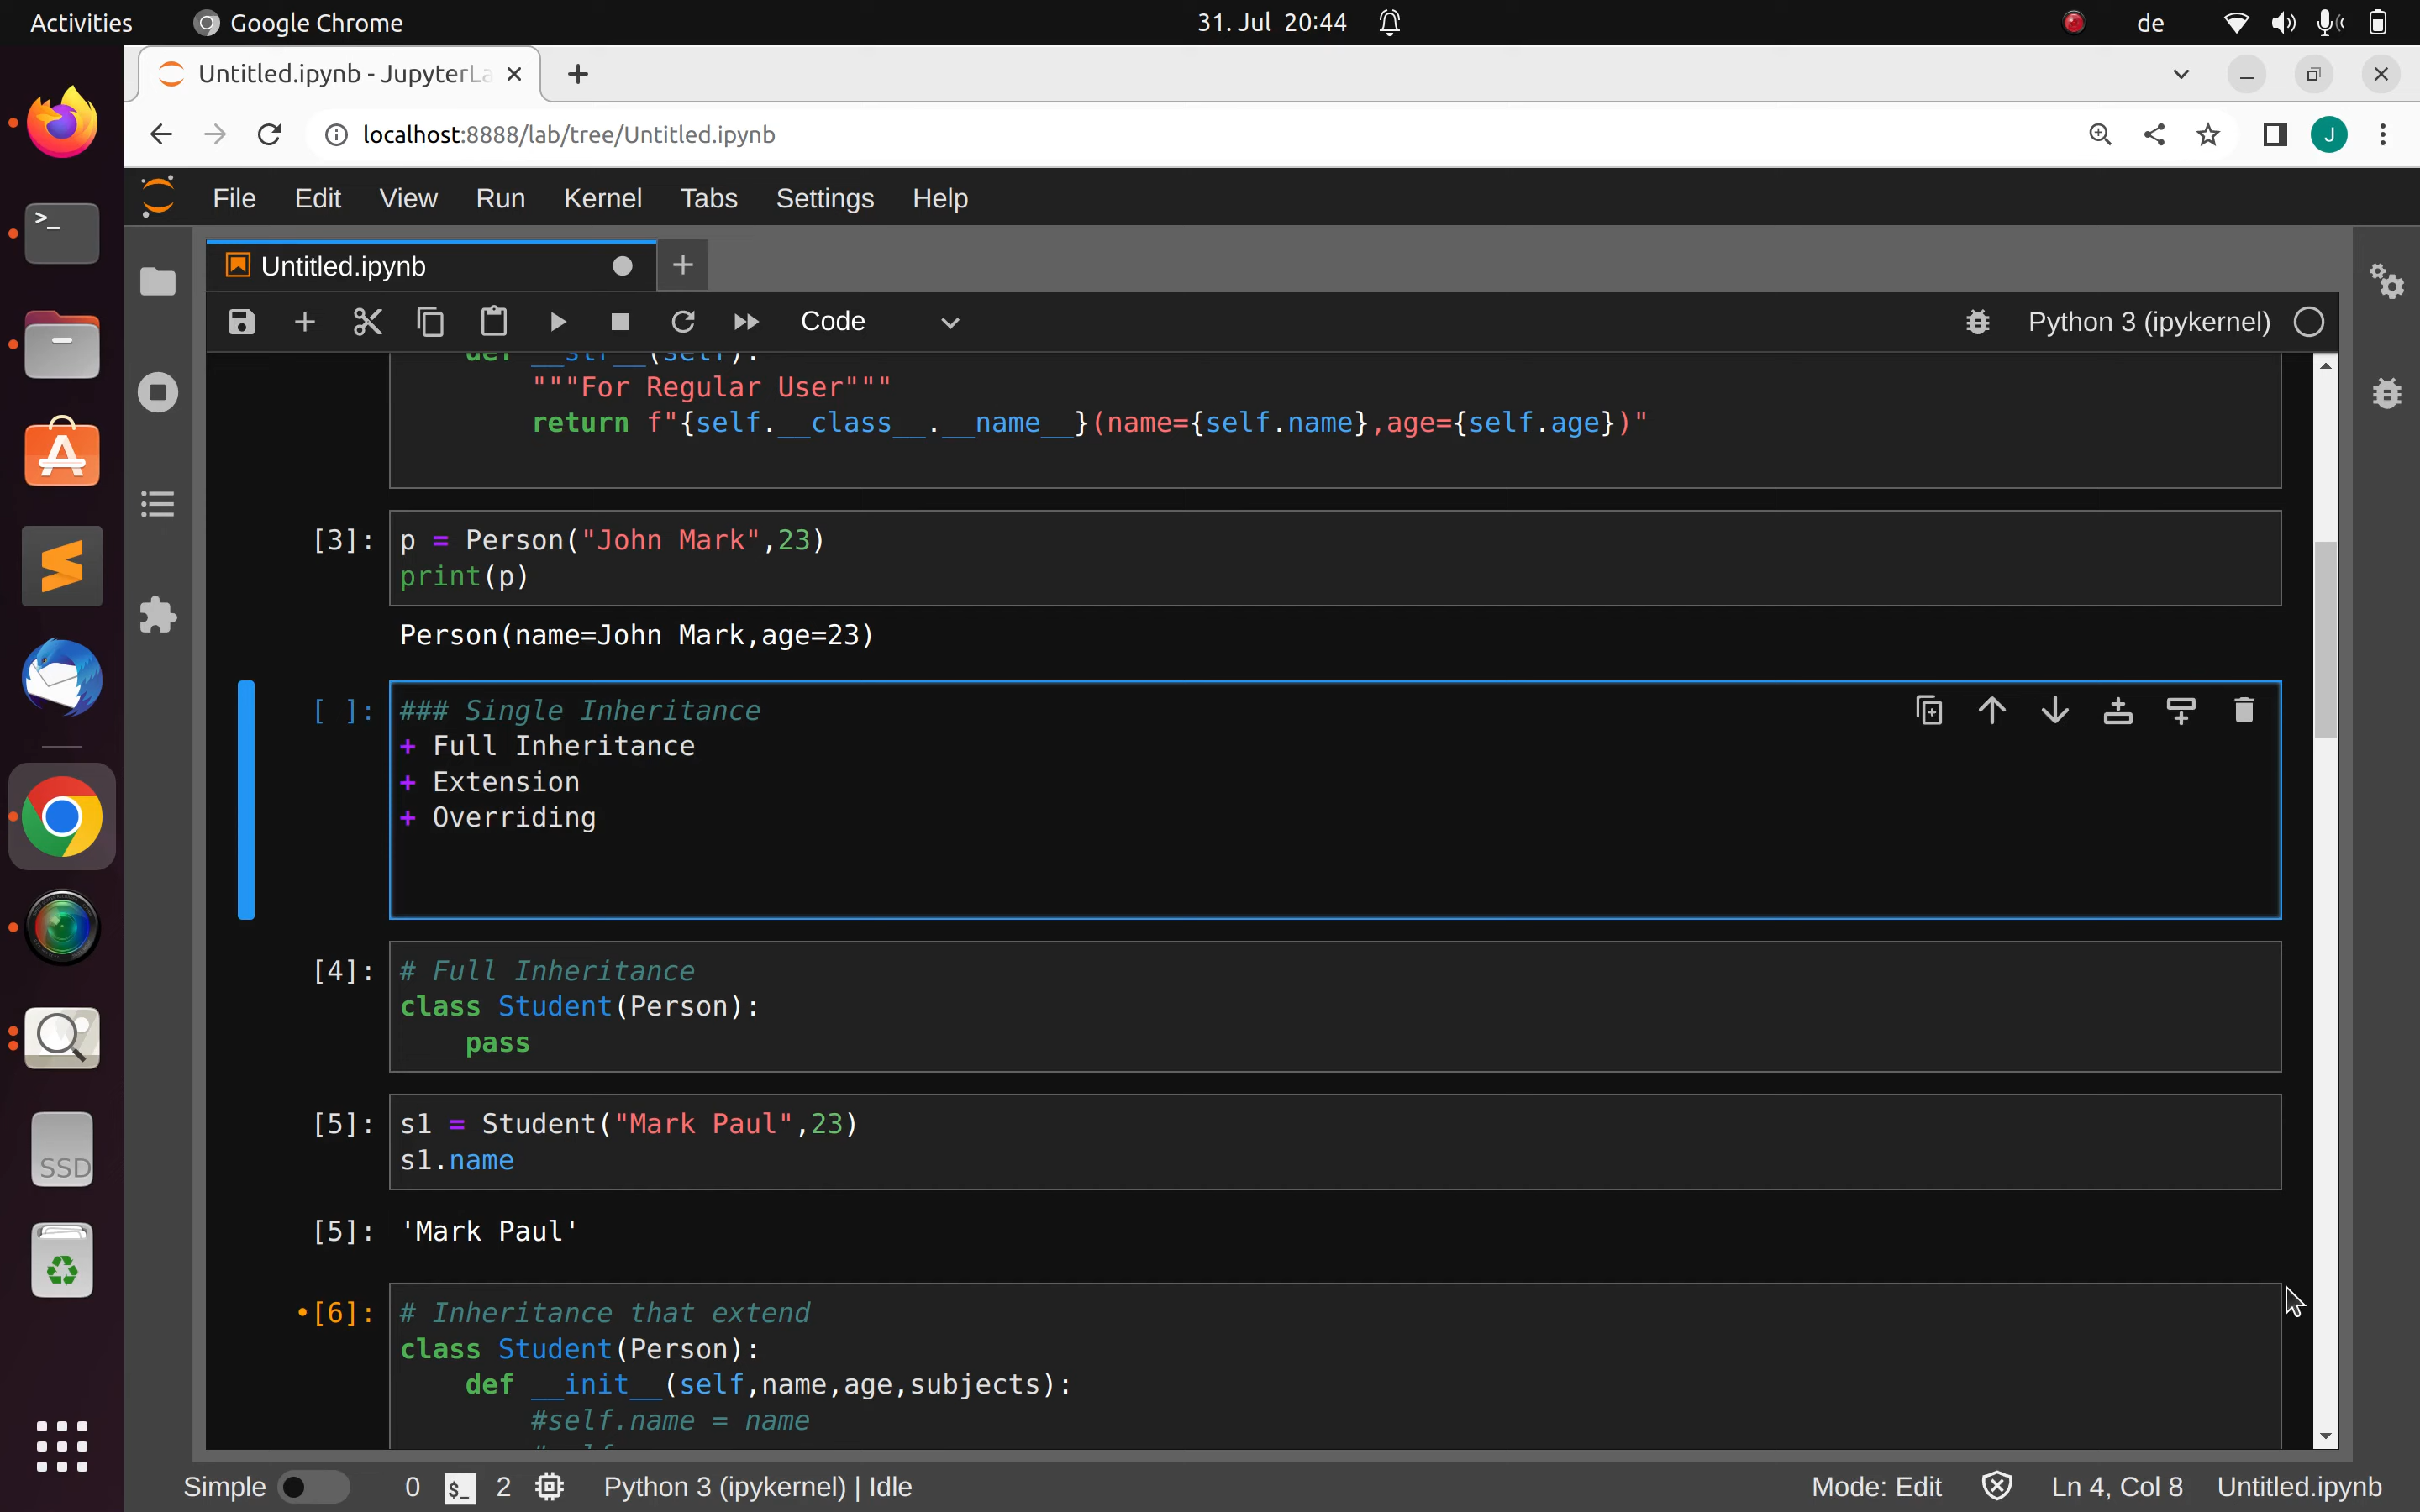 Activities
Google Chrome
31. Jul 20:44
de
Untitled.ipynb - JupyterLa
localhost:8888/lab/tree/Untitled.ipynb
J
File Edit View Run Kernel Tabs Settings Help
Untitled.ipynb
Code
Python 3 (ipykernel)
def __str__(self):
"""For Regular User"""
return f"{self.__class__.__name__}(name={self.name},age={self.age})"
[3]: p = Person("John Mark",23)
print(p)
Person(name=John Mark,age=23)
[ ]: ### Single Inheritance
+ Full Inheritance
+ Extension
+ Overriding
[4]: # Full Inheritance
class Student(Person):
pass
[5]: s1 = Student("Mark Paul",23)
s1.name
[5]: 'Mark Paul'
•[6]: # Inheritance that extend
class Student(Person):
def __init__(self,name,age,subjects):
#self.name = name
SSD
Simple 0 $_ 2 Python 3 (ipykernel) | Idle
Mode: Edit Ln 4, Col 8 Untitled.ipynb